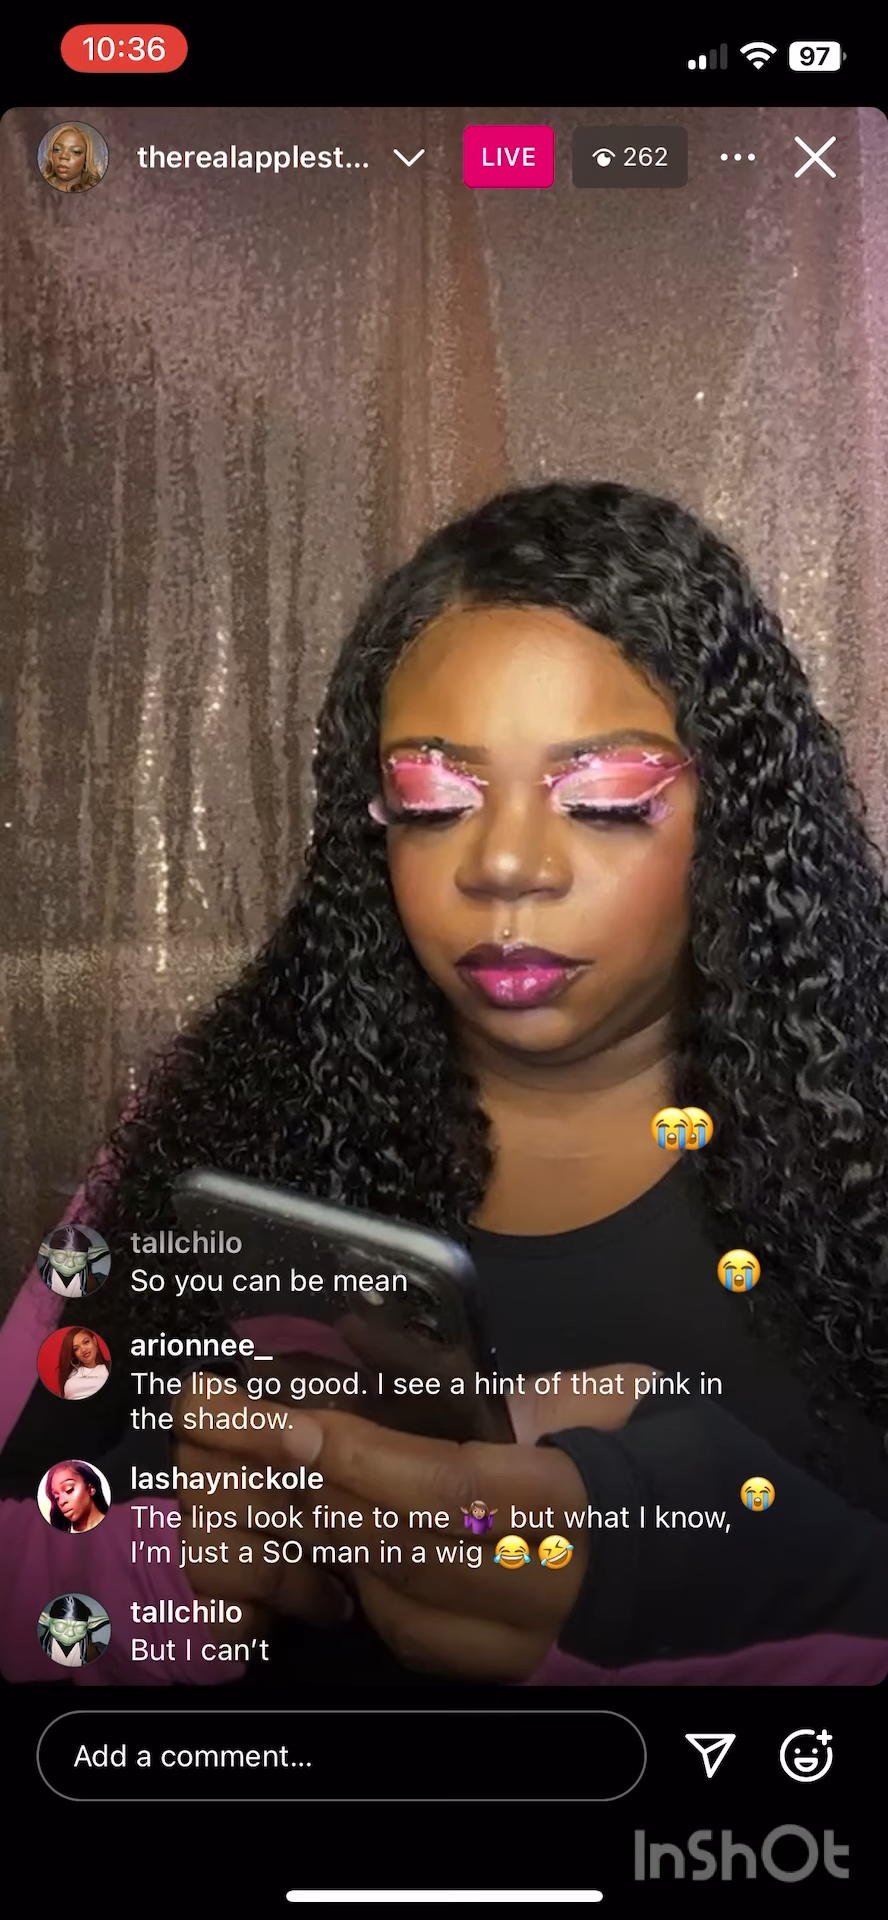 10:36
97
therealapplest...
LIVE
262
tallchilo
So you can be mean
arionnee_
The lips go good. I see a hint of that pink in
the shadow.
lashaynickole
The lips look fine to me 🤷🏽‍♀️ but what I know,
I’m just a SO man in a wig 😂🤣
tallchilo
But I can’t
Add a comment...
InShOt